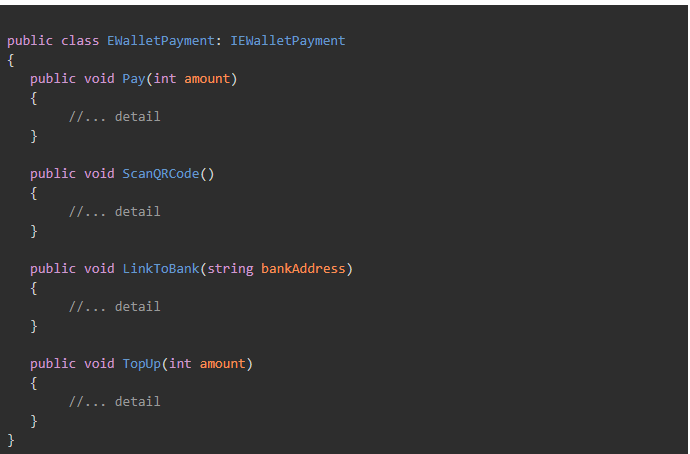 public class EWalletPayment: IEWalletPayment
{
public void Pay(int amount)
{
//... detail
}
public void ScanQRCode()
{
//... detail
}
public void LinkToBank(string bankAddress)
{
//... detail
}
public void TopUp(int amount)
{
//... detail
}
}